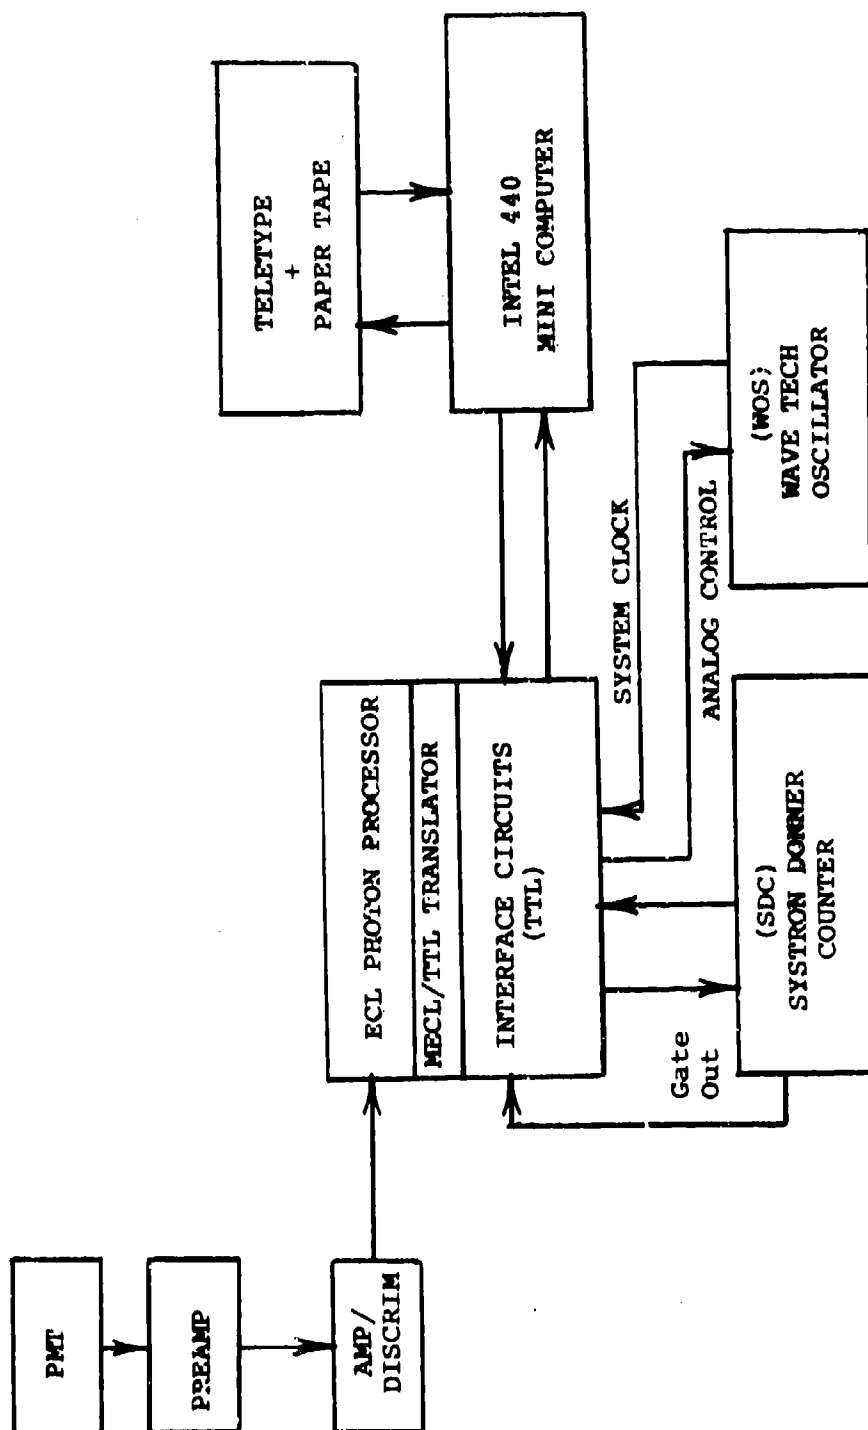 PMT
PREAMP
AMP/
DISCRIM
ECL PHOTON PROCESSOR
MECL/TTL TRANSLATOR
INTERFACE CIRCUITS
(TTL)
Gate
Out
(SDC)
SYSTRON DONNER
COUNTER
TELETYPE
+
PAPER TAPE
INTEL 440
MINI COMPUTER
SYSTEM CLOCK
ANALOG CONTROL
(WOS)
WAVE TECH
OSCILLATOR